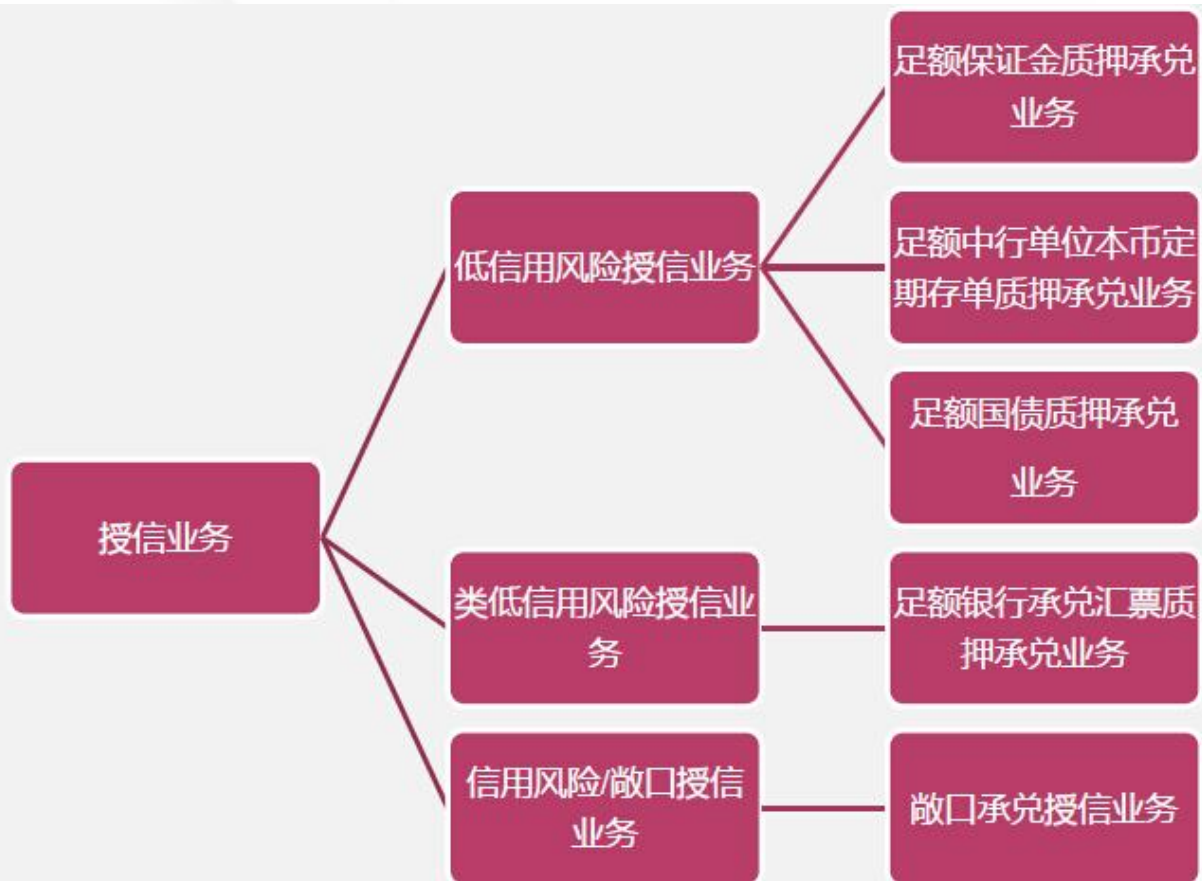 授信业务
低信用风险授信业务
足额保证金质押承兑
业务
足额中行单位本币定
期存单质押承兑业务
足额国债质押承兑
业务
类低信用风险授信业
务
足额银行承兑汇票质
押承兑业务
信用风险/敞口授信
业务
敞口承兑授信业务